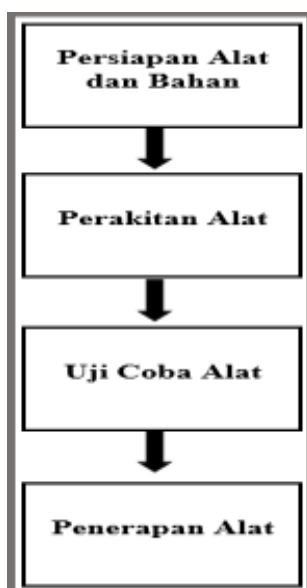 Persiapan Alat
dan Bahan
Perakitan Alat
Uji Coba Alat
Penerapan Alat